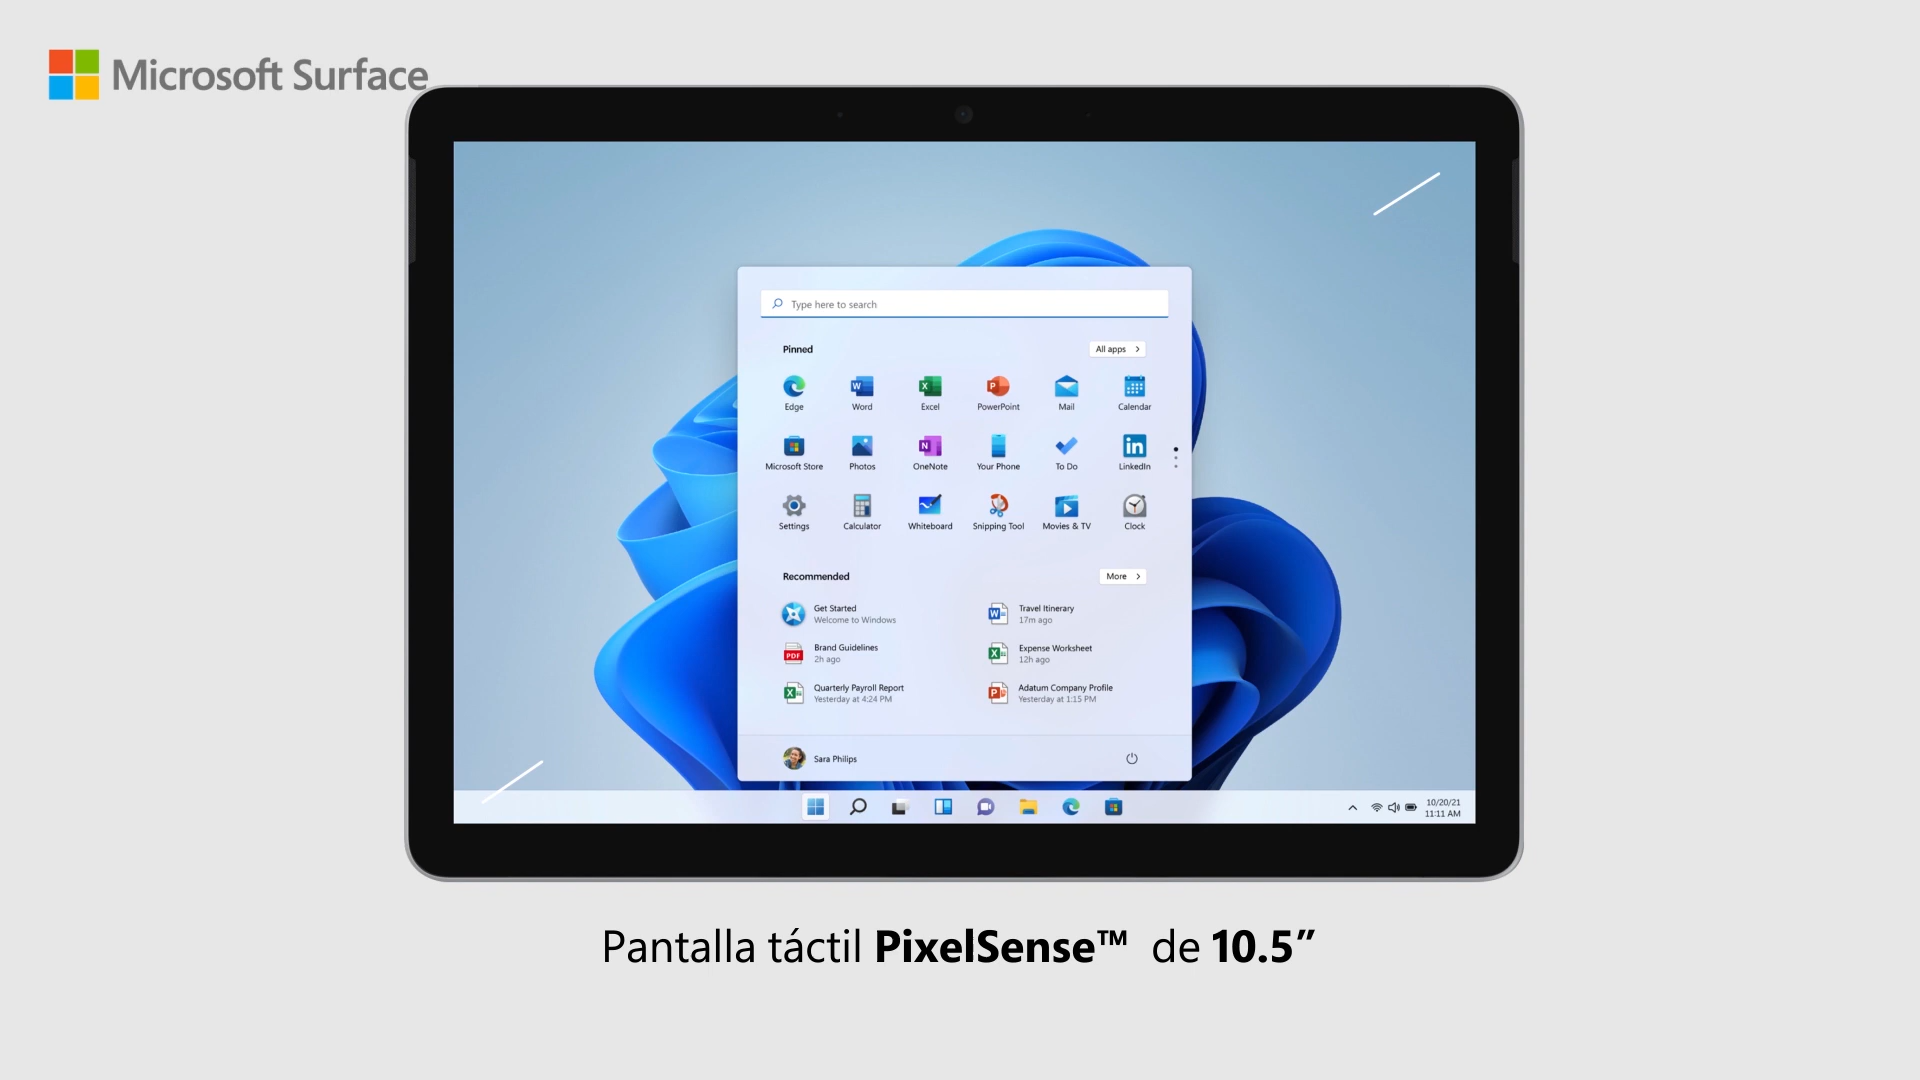 Microsoft Surface
Type here to search
Pinned
All apps
Edge
Word
Excel
PowerPoint
Mail
Calendar
Microsoft Store
Photos
OneNote
Your Phone
To Do
LinkedIn
Settings
Calculator
Whiteboard
Snipping Tool
Movies & TV
Clock
Recommended
More
Get Started
Welcome to Windows
Travel Itinerary
17m ago
Brand Guidelines
2h ago
Expense Worksheet
12h ago
Quarterly Payroll Report
Yesterday at 4:24 PM
Adatum Company Profile
Yesterday at 1:15 PM
Sara Philips
10/20/21
11:11 AM
Pantalla táctil PixelSense™ de 10.5”